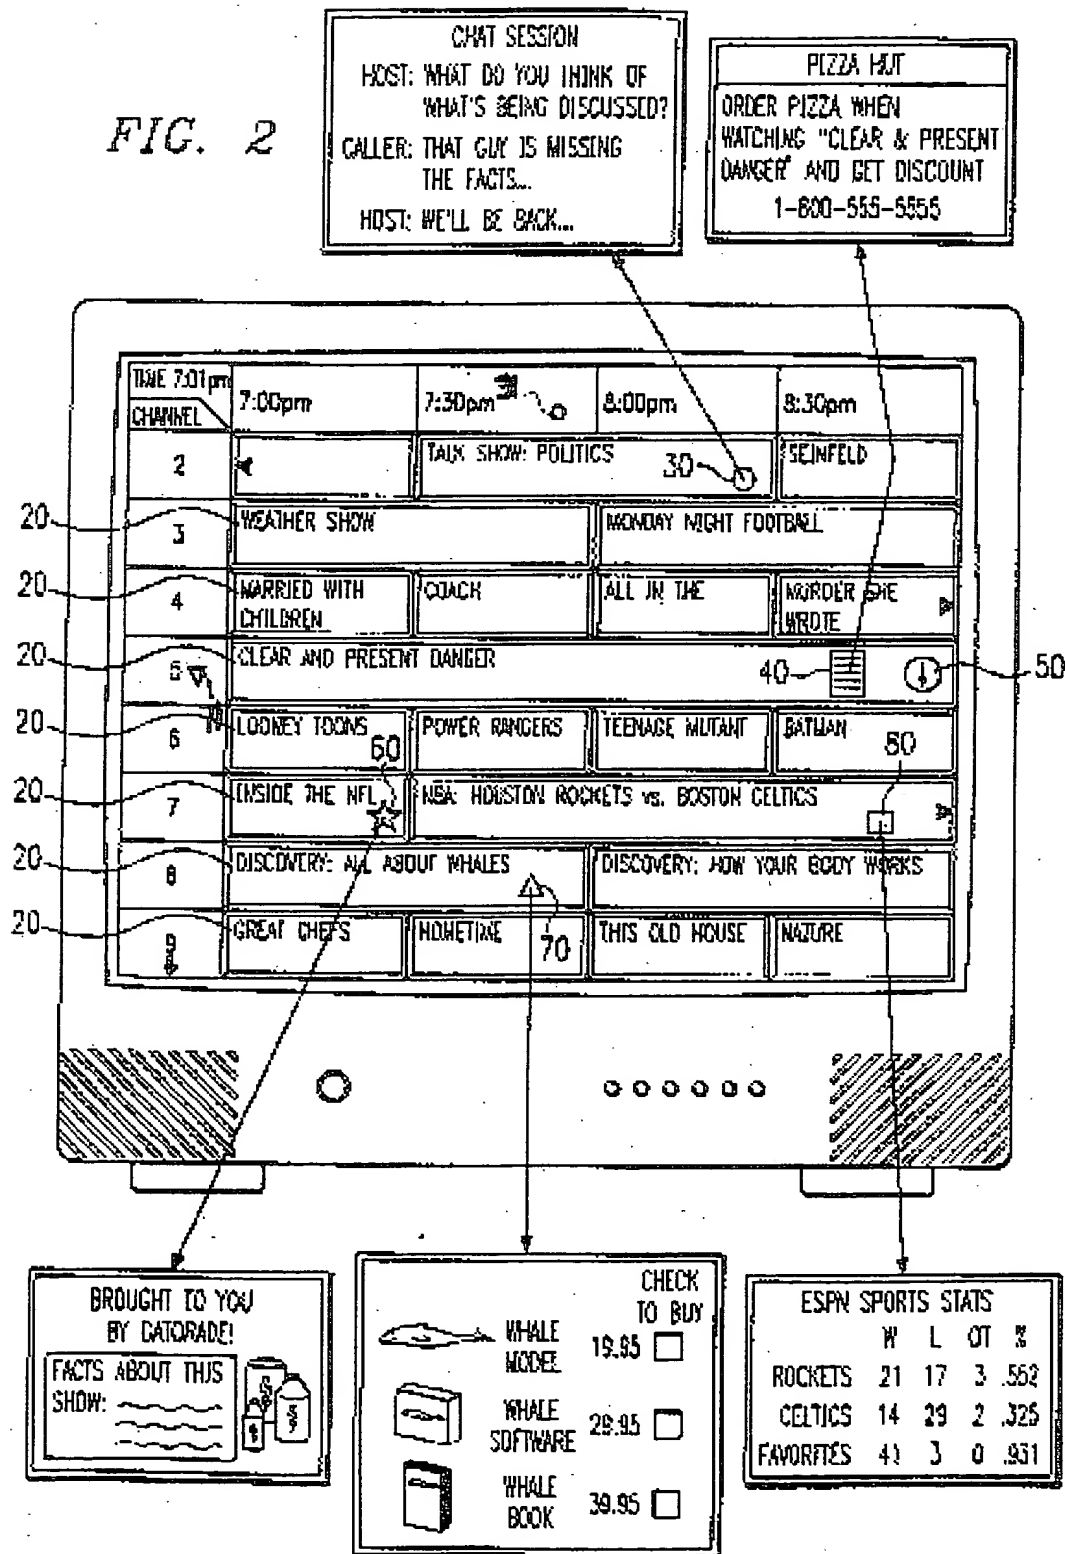 CHAT SESSION
HOST: WHAT DO YOU THINK OF
WHAT'S BEING DISCUSSED?
CALLER: THAT GUY IS MISSING
THE FACTS...
HOST: WE'LL BE BACK...
PIZZA HUT
ORDER PIZZA WHEN
WATCHING "CLEAR & PRESENT
DANGER" AND GET DISCOUNT
1-800-555-5555
FIG. 2
TIME 7:01pm
CHANNEL
7:00pm
7:30pm
8:00pm
8:30pm
2
TALK SHOW: POLITICS
30
SEINFELD
20
3
WEATHER SHOW
MONDAY NIGHT FOOTBALL
20
4
MARRIED WITH
CHILDREN
COACH
ALL IN THE
MURDER SHE
WROTE
20
5
CLEAR AND PRESENT DANGER
40
50
20
6
LOONEY TOONS
60
POWER RANGERS
TEENAGE MUTANT
BATMAN
80
20
7
INSIDE THE NFL
NBA: HOUSTON ROCKETS vs. BOSTON CELTICS
20
8
DISCOVERY: ALL ABOUT WHALES
DISCOVERY: HOW YOUR BODY WORKS
20
9
GREAT CHEFS
HOMETIME
70
THIS OLD HOUSE
NATURE
BROUGHT TO YOU
BY GATORADE!
FACTS ABOUT THIS
SHOW:
CHECK
TO BUY
WHALE
MODEL
19.95
WHALE
SOFTWARE
29.95
WHALE
BOOK
39.95
ESPN SPORTS STATS
W L OT %
ROCKETS 21 17 3 .552
CELTICS 14 29 2 .325
FAVORITES 41 3 0 .931